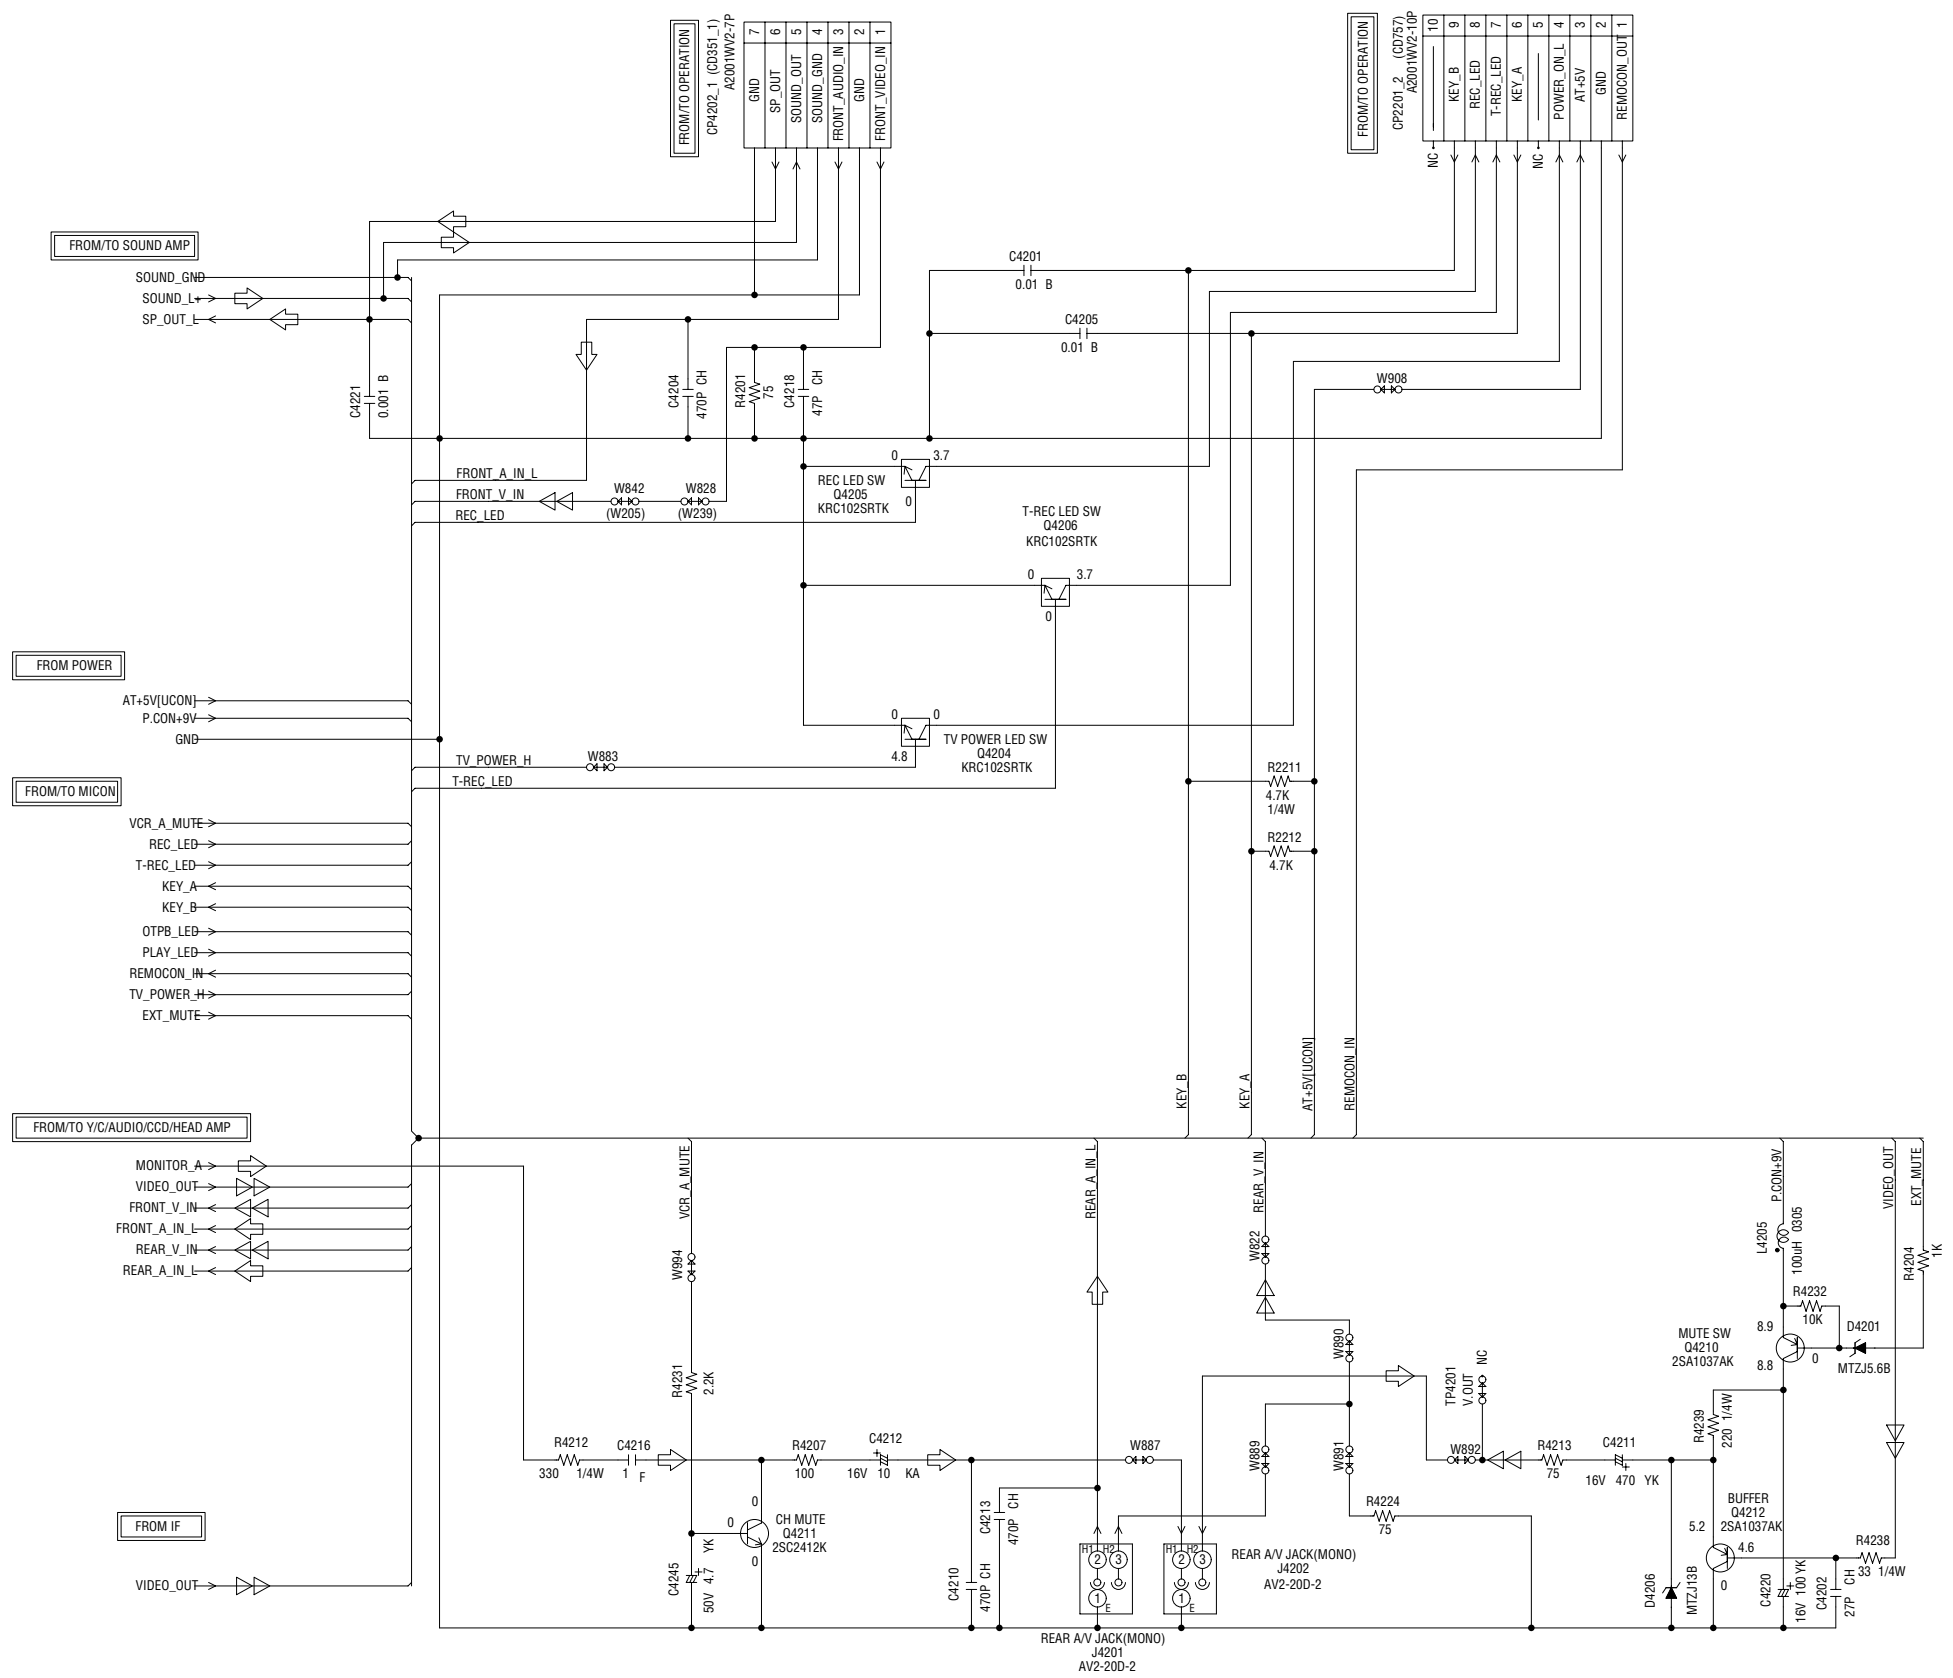 FROM/TO OPERATION
CP4202_1 (CD351_1)
A2001WV2-7P
7 GND
6 SP_OUT
5 SOUND_OUT
4 SOUND_GND
3 FRONT_AUDIO_IN
2 GND
1 FRONT_VIDEO_IN
FROM/TO OPERATION
CP2201_2 (CD757)
A2001WV2-10P
10
9 KEY_B
8 REC_LED
7 T-REC_LED
6 KEY_A
5
4 POWER_ON_L
3 AT+5V
2 GND
1 REMOCON_OUT
NC
NC
FROM/TO SOUND AMP
SOUND_GND
SOUND_L+
SP_OUT_L
C4221
0.001 B
C4204
470P CH
R4201
75
C4218
47P CH
C4201
0.01 B
C4205
0.01 B
W908
FRONT_A_IN_L
FRONT_V_IN
REC_LED
W842
(W205)
W828
(W239)
0
3.7
0
REC LED SW
Q4205
KRC102SRTK
T-REC LED SW
Q4206
KRC102SRTK
0
3.7
0
FROM POWER
AT+5V[UCON]
P.CON+9V
GND
0
0
4.8
TV POWER LED SW
Q4204
KRC102SRTK
TV_POWER_H
W883
T-REC_LED
R2211
4.7K
1/4W
R2212
4.7K
FROM/TO MICON
VCR_A_MUTE
REC_LED
T-REC_LED
KEY_A
KEY_B
OTPB_LED
PLAY_LED
REMOCON_IN
TV_POWER_H
EXT_MUTE
KEY_B
KEY_A
AT+5V[UCON]
REMOCON_IN
FROM/TO Y/C/AUDIO/CCD/HEAD AMP
MONITOR_A
VIDEO_OUT
FRONT_V_IN
FRONT_A_IN_L
REAR_V_IN
REAR_A_IN_L
VCR_A_MUTE
REAR_A_IN_L
REAR_V_IN
P.CON+9V
VIDEO_OUT
EXT_MUTE
W994
W822
L4205
100uH 0305
R4204
1K
R4232
10K
D4201
MTZJ5.6B
MUTE SW
Q4210
2SA1037AK
8.9
8.8
0
R4231
2.2K
W890
TP4201
V.OUT
NC
R4239
220 1/4W
R4212
330 1/4W
C4216
1 F
R4207
100
C4212
16V 10 KA
W887
W889
W891
W892
R4213
75
C4211
16V 470 YK
0
0
0
CH MUTE
Q4211
2SC2412K
C4213
470P CH
R4224
75
BUFFER
Q4212
2SA1037AK
5.2
4.6
0
R4238
33 1/4W
FROM IF
VIDEO_OUT
C4245
50V 4.7 YK
C4210
470P CH
H1 H2
2 3
1
E
H1 H2
2 3
1
E
REAR A/V JACK(MONO)
J4202
AV2-20D-2
D4206
MTZJ13B
C4220
16V 100 YK
C4202
27P CH
REAR A/V JACK(MONO)
J4201
AV2-20D-2